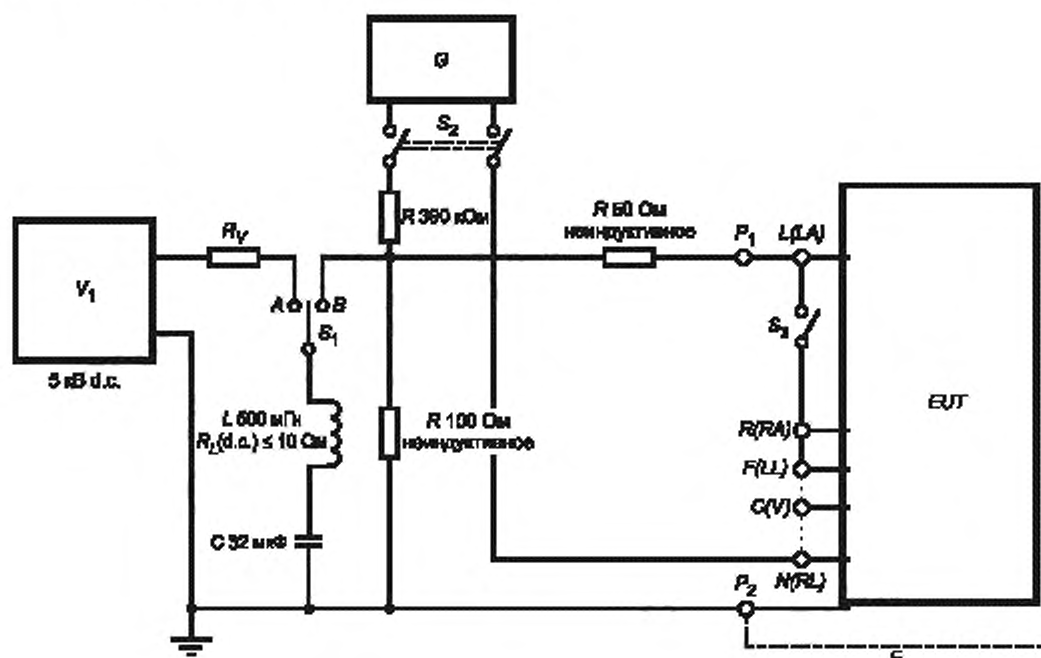 G
S2
R 390 кОм
R 50 Ом
неиндуктивное
P1
L(LA)
RV
V1
A
B
S1
S3
5 кВ d.c.
EUT
L 500 мГн
RL(d.c.) ≤ 10 Ом
R 100 Ом
неиндуктивное
R(RA)
F(LL)
C(V)
C 32 мкФ
N(RL)
P2